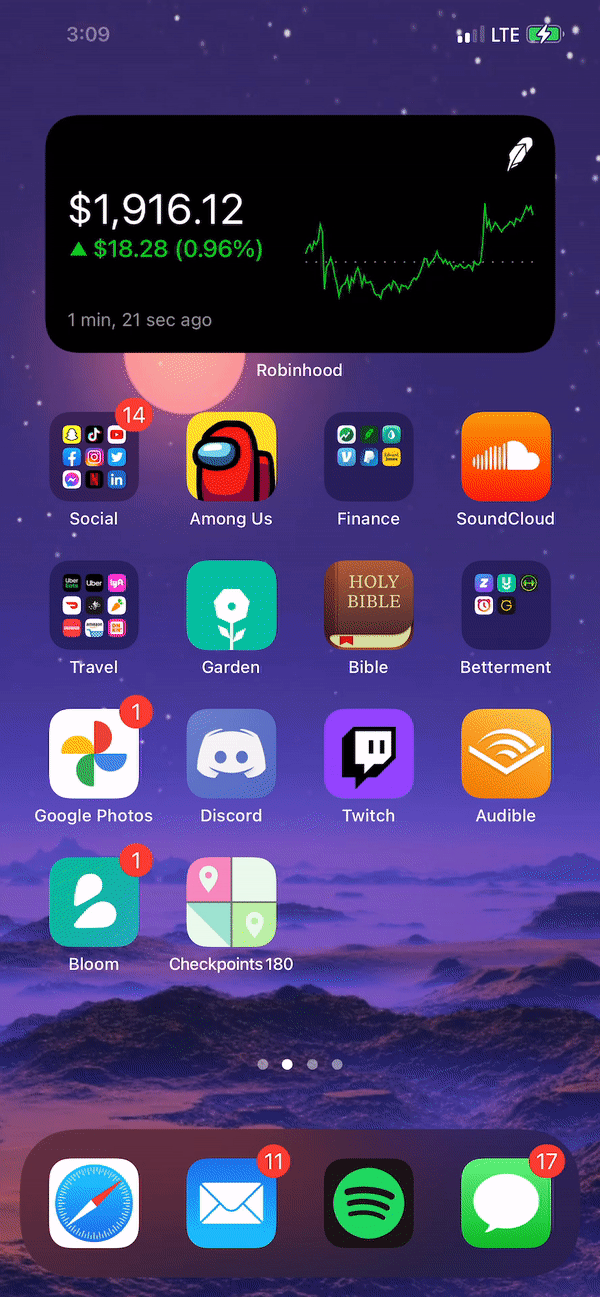 3:09
LTE
$1,916.12
▲ $18.28 (0.96%)
1 min, 21 sec ago
Robinhood
14
Social
Among Us
Finance
SoundCloud
Travel
Garden
HOLY
BIBLE
Bible
Betterment
1
Google Photos
Discord
Twitch
Audible
1
Bloom
Checkpoints 180
11
17